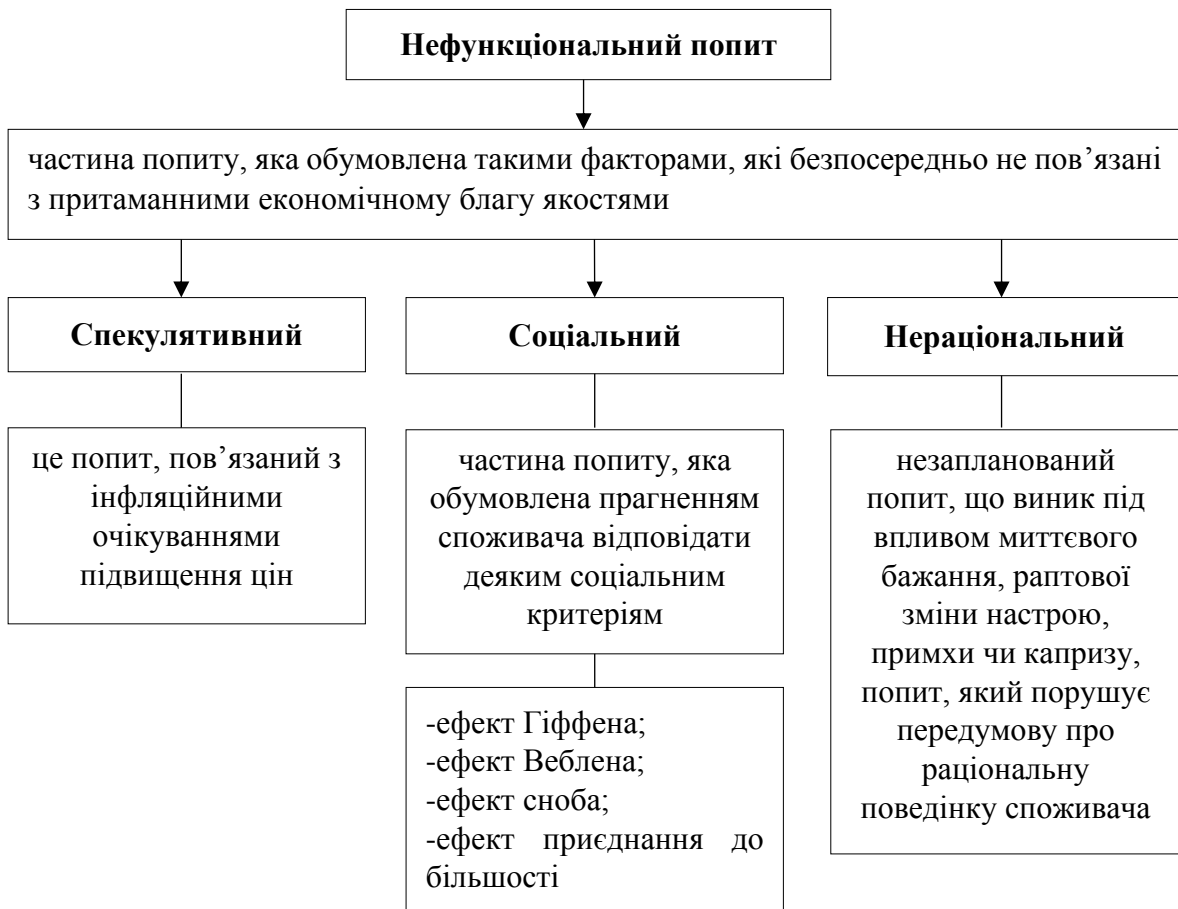 Нефункціональний попит
частина попиту, яка обумовлена такими факторами, які безпосередньо не пов’язані
з притаманними економічному благу якостями
Спекулятивний
це попит, пов’язаний з
інфляційними
очікуваннями
підвищення цін
Соціальний
частина попиту, яка
обумовлена прагненням
споживача відповідати
деяким соціальним
критеріям
-ефект Гіффена;
-ефект Веблена;
-ефект сноба;
-ефект приєднання до
більшості
Нераціональний
незапланований
попит, що виник під
впливом миттєвого
бажання, раптової
зміни настрою,
примхи чи капризу,
попит, який порушує
передумову про
раціональну
поведінку споживача